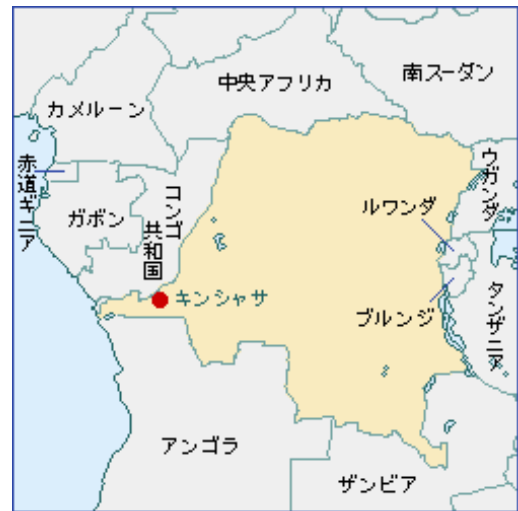 中央アフリカ
南スーダン
カメルーン
赤道ギニア
ガボン
コンゴ
共和国
ウガンダ
ルワンダ
キンシャサ
ブルンジ
タンザニア
アンゴラ
ザンビア